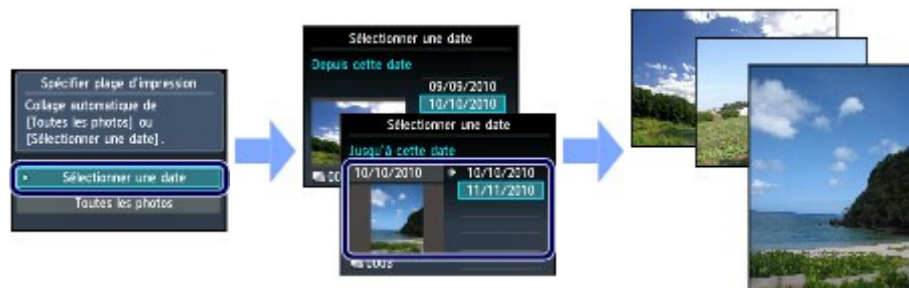 Spécifier plage d'impression
Collage automatique de
[Toutes les photos] ou
[Sélectionner une date].
Sélectionner une date
Toutes les photos
Sélectionner une date
Depuis cette date
09/09/2010
10/10/2010
Sélectionner une date
Jusqu'à cette date
10/10/2010
10/10/2010
11/11/2010
0003